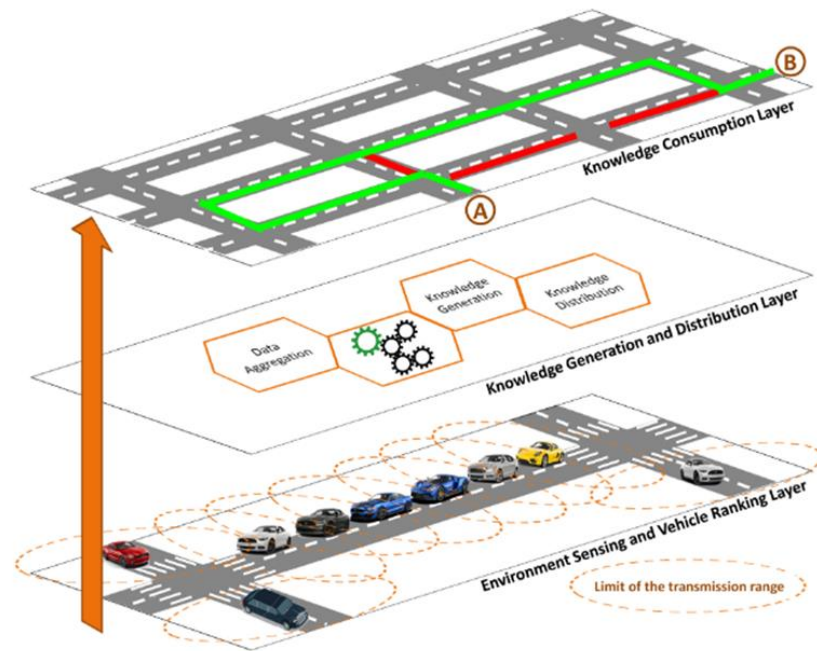 B
A
Knowledge Consumption Layer
Knowledge
Generation
Knowledge
Distribution
Data
Aggregation
Knowledge Generation and Distribution Layer
Environment Sensing and Vehicle Ranking Layer
Limit of the transmission range